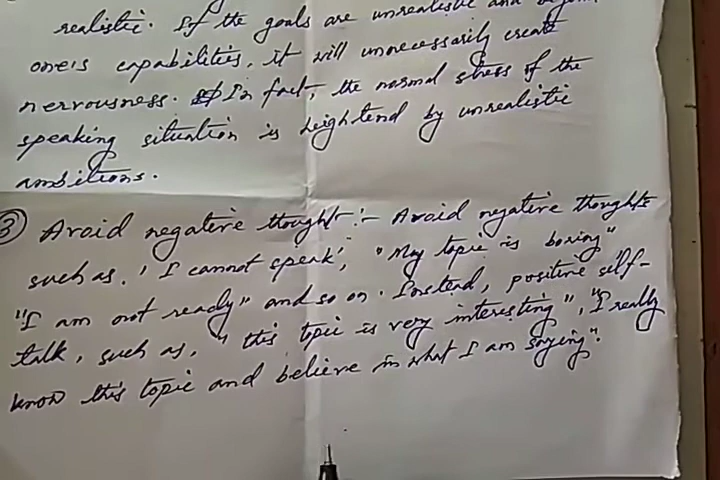 realistic. If the goals are unrealistic and beyond
one's capabilities, it will unnecessarily create
nervousness. In fact, the normal stress of the
speaking situation is heightend by unrealistic
ambitions.
③ Avoid negative thought :- Avoid negative thoughts
such as. 'I cannot speak', "My topic is boring"
"I am not ready" and so on. Instead, positive self-
talk, such as, "this tpic is very interesting", "I really
know this topic and believe in what I am saying".